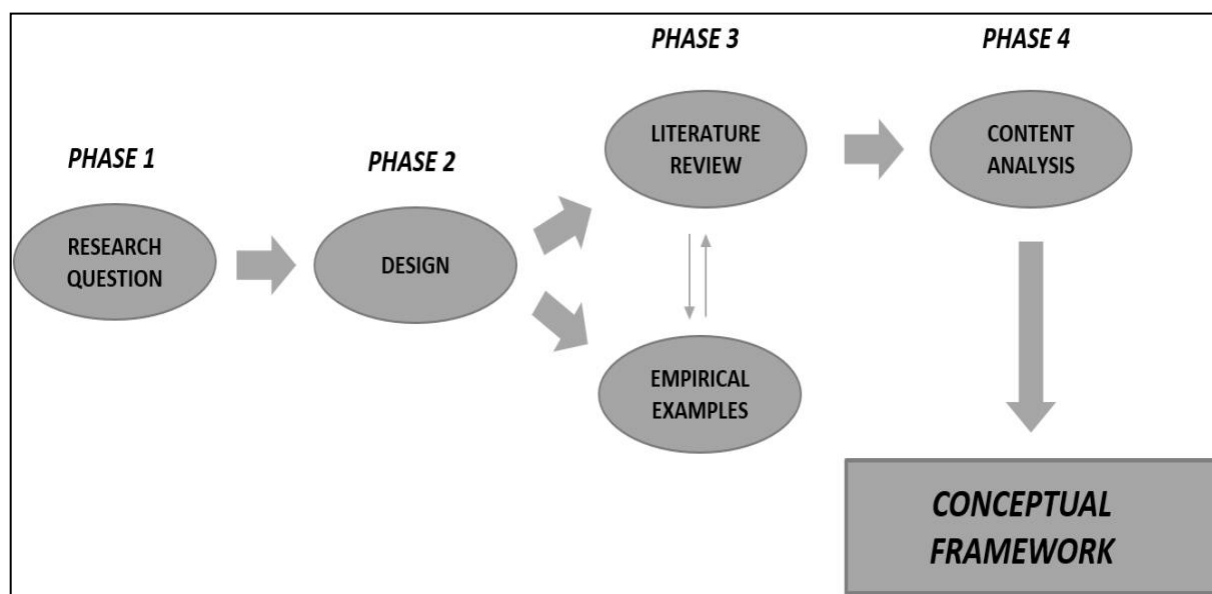 PHASE 1
RESEARCH
QUESTION
PHASE 2
DESIGN
PHASE 3
LITERATURE
REVIEW
EMPIRICAL
EXAMPLES
PHASE 4
CONTENT
ANALYSIS
CONCEPTUAL
FRAMEWORK